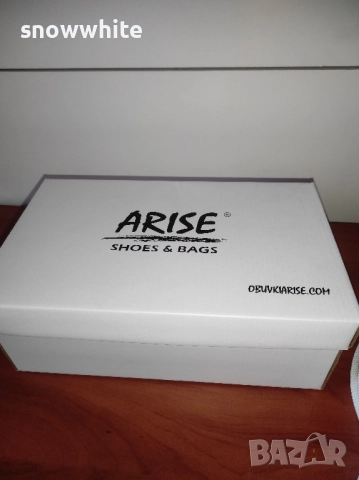 snowwhite
ARISE ®
SHOES & BAGS
OBUVKIARISE.COM
BAZAR